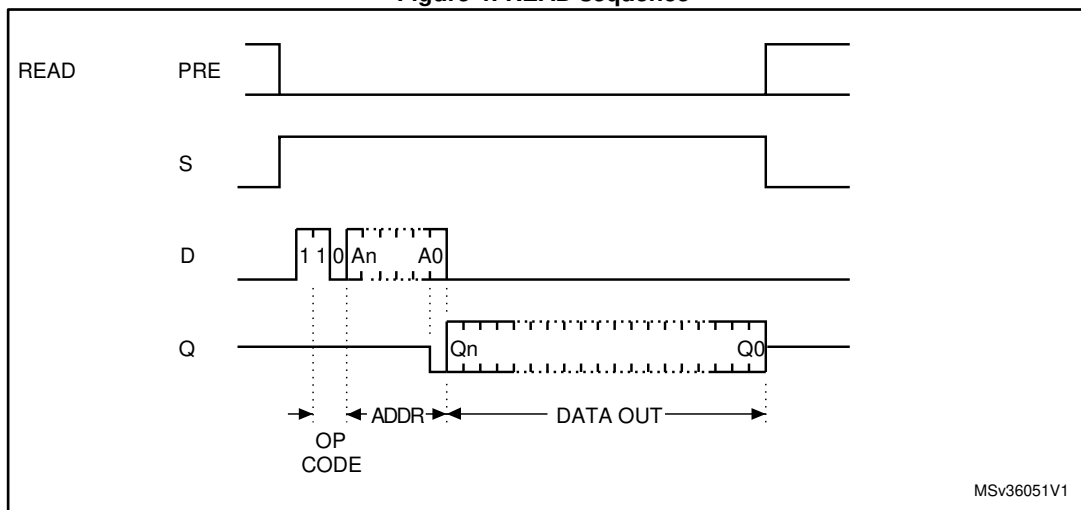 READ PRE
S
D 1 1 0 An A0
Q Qn Q0
ADDR DATA OUT
OP
CODE
MSv36051V1